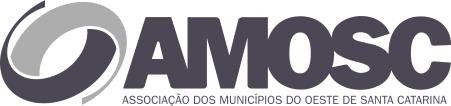 AMOSC
ASSOCIAÇÃO DOS MUNICÍPIOS DO OESTE DE SANTA CATARINA